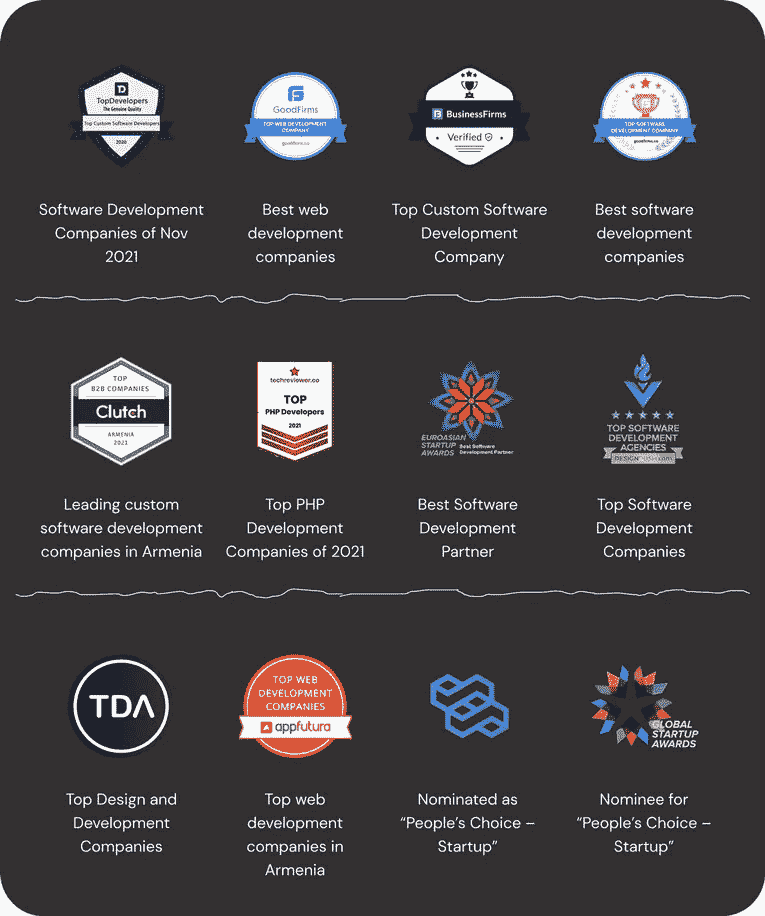 TopDevelopers
The Genuine Quality
Top Custom Software Developers
2020
GoodFirms
TOP WEB DEVELOPMENT
COMPANY
goodfirms.co
BusinessFirms
Verified
TOP SOFTWARE
DEVELOPMENT COMPANY
goodfirms.co
Software Development
Companies of Nov
2021
Best web
development
companies
Top Custom Software
Development
Company
Best software
development
companies
TOP
B2B COMPANIES
Clutch
ARMENIA
2021
techreviewer.co
TOP
PHP Developers
2021
EUROASIAN
STARTUP
AWARDS
Best Software
Development Partner
TOP SOFTWARE
DEVELOPMENT
AGENCIES
DESIGNRUSH.COM
Leading custom
software development
companies in Armenia
Top PHP
Development
Companies of 2021
Best Software
Development
Partner
Top Software
Development
Companies
TDA
TOP WEB
DEVELOPMENT
COMPANIES
appfutura
GLOBAL
STARTUP
AWARDS
Top Design and
Development
Companies
Top web
development
companies in
Armenia
Nominated as
“People’s Choice –
Startup”
Nominee for
“People’s Choice –
Startup”